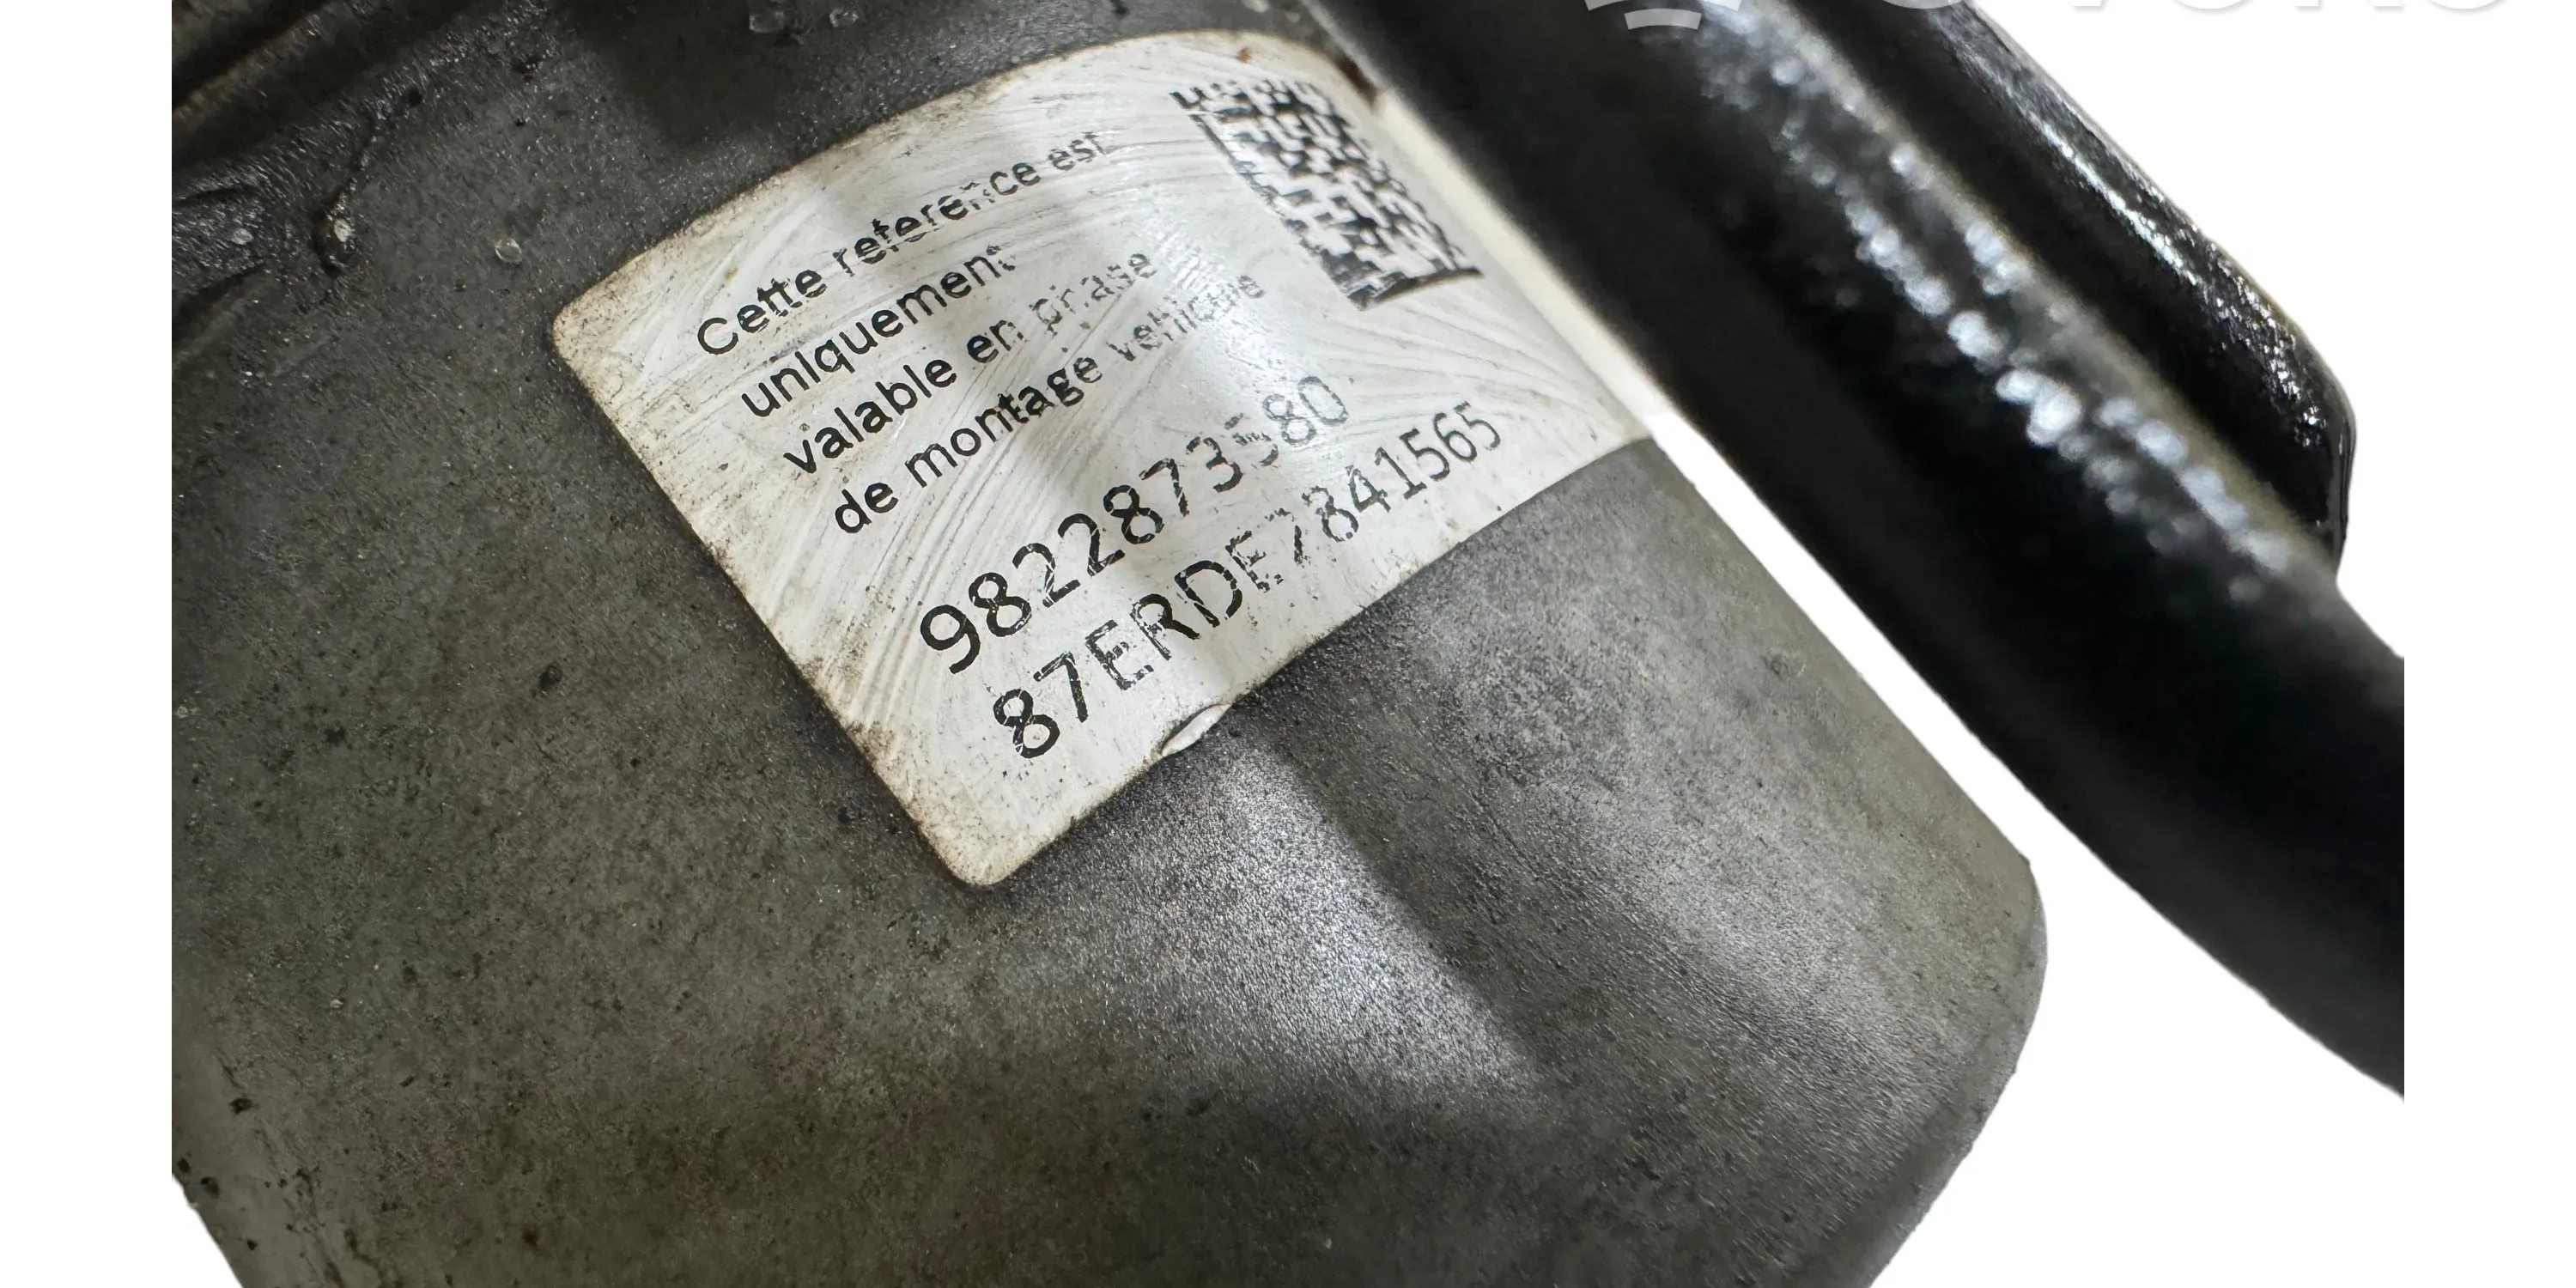 Cette reference est
uniquement
valable en phase
de montage vehicule
9822873580
87ERDE7841565